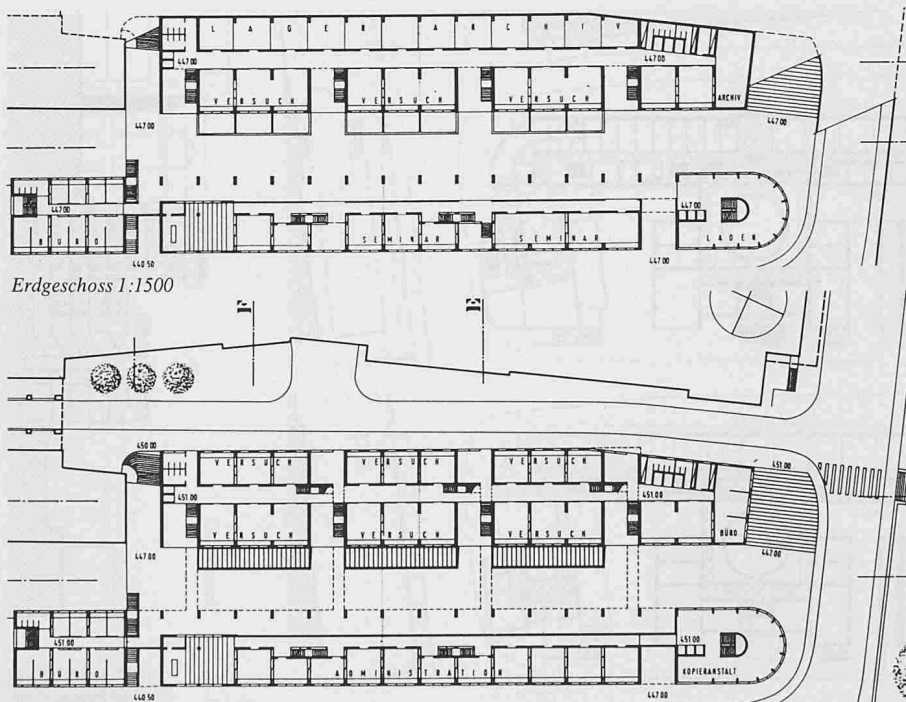 LAGER ARCHIV
447.00 447.00
VERSUCH VERSUCH VERSUCH ARCHIV
447.00 447.00
447.00 447.00
BÜRO SEMINAR SEMINAR LADEN
440.50 447.00
Erdgeschoss 1:1500
450.00 VERSUCH VERSUCH VERSUCH 451.00
451.00 451.00
VERSUCH VERSUCH VERSUCH BÜRO
447.00 447.00
451.00 451.00
BÜRO ADMINISTRATION KOPIERANSTALT
440.50 447.00